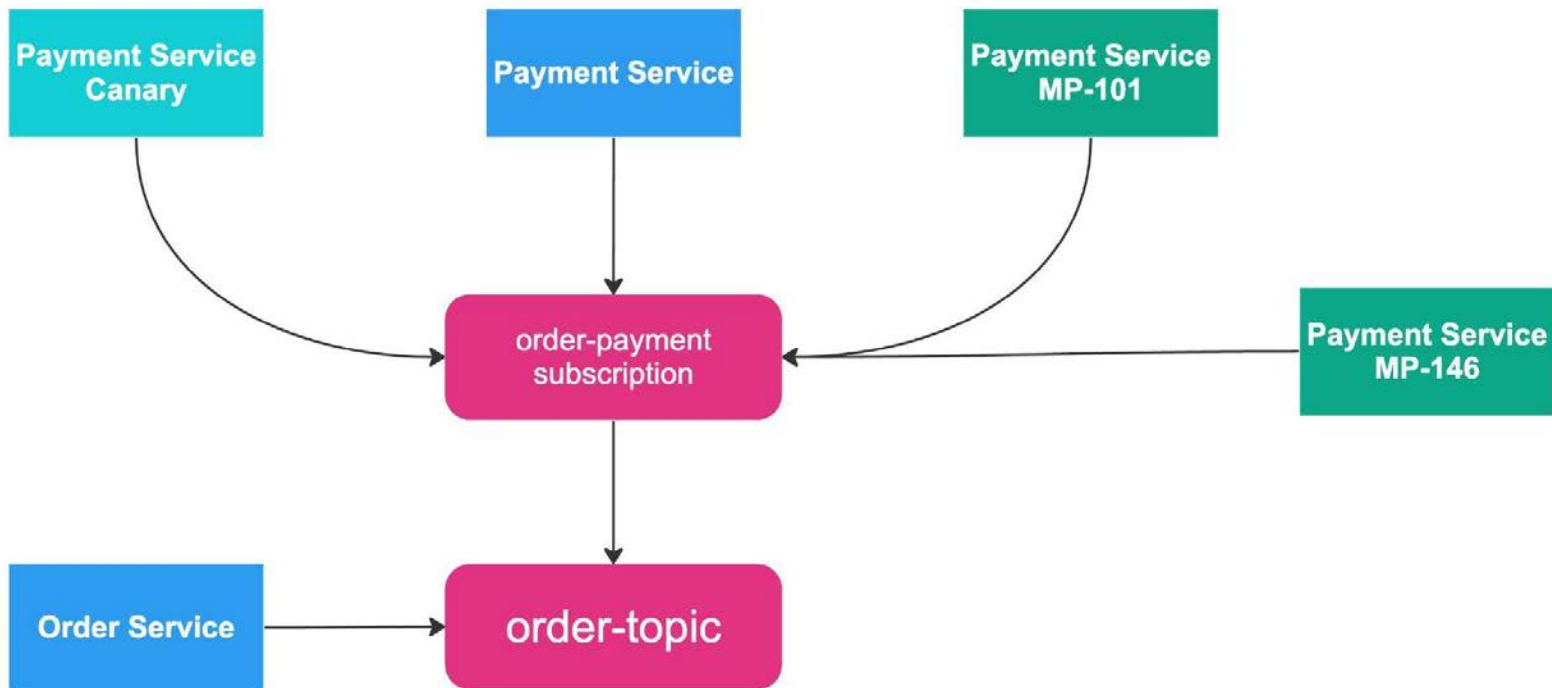 Payment Service
Canary
Payment Service
Payment Service
MP-101
order-payment
subscription
Payment Service
MP-146
Order Service
order-topic